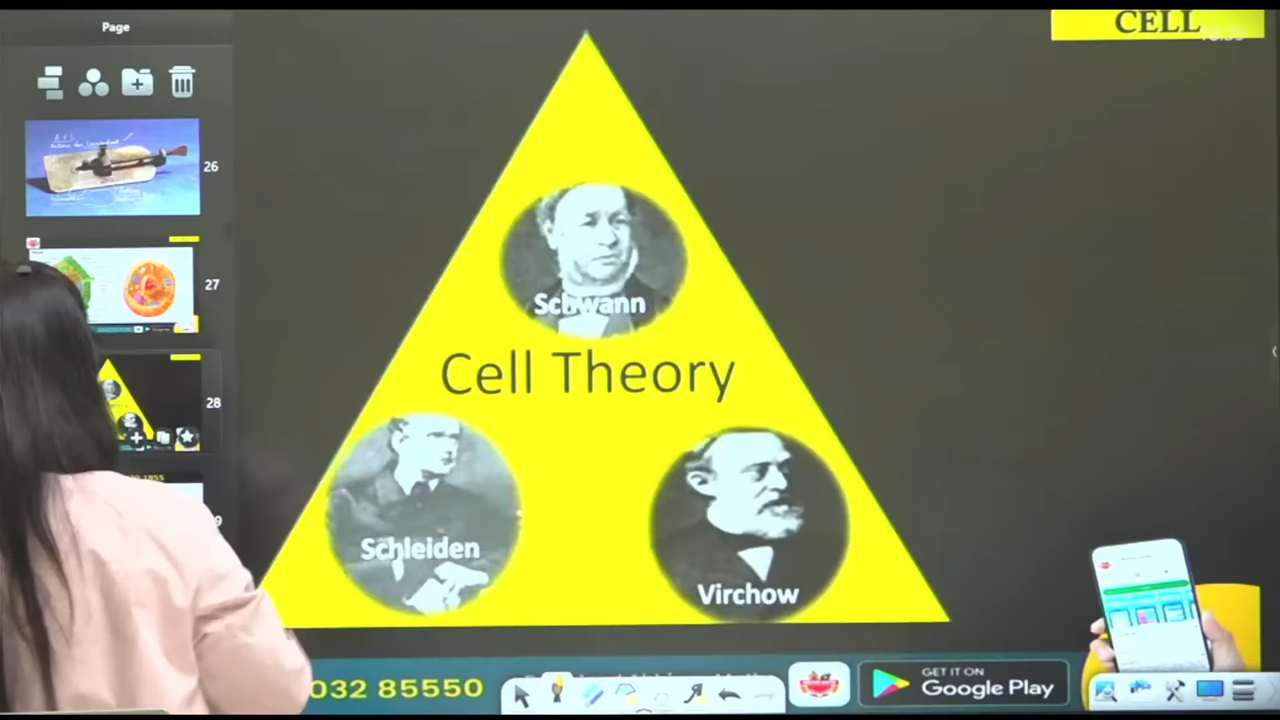 Page
CELL
26
27
28
Schwann
Cell Theory
Schleiden
Virchow
032 85550
GET IT ON
Google Play